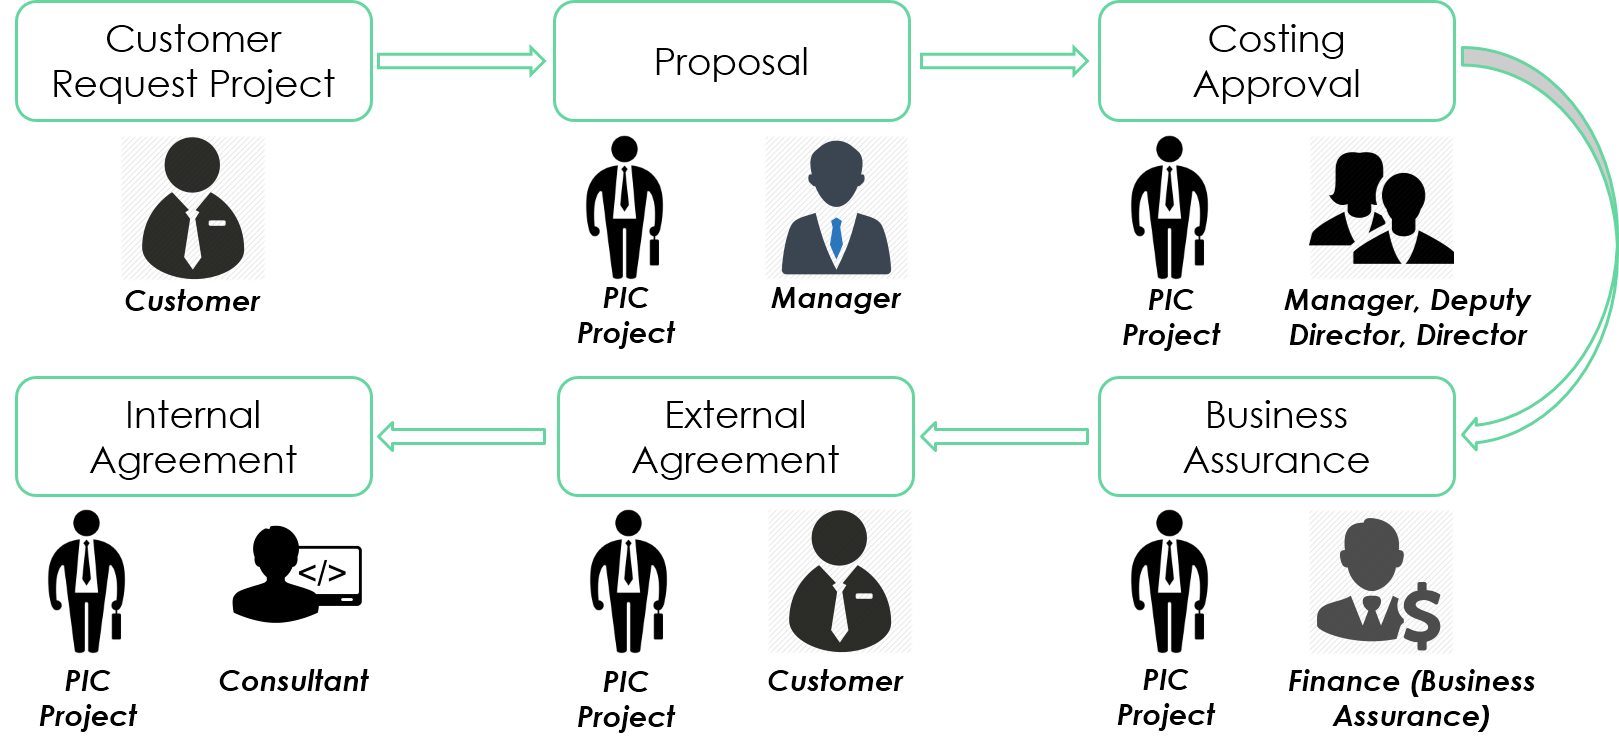 Customer
Request Project
Proposal
Costing
Approval
Customer
PIC
Project
Manager
PIC
Project
Manager, Deputy
Director, Director
Internal
Agreement
External
Agreement
Business
Assurance
</>
PIC
Project
Consultant
PIC
Project
Customer
PIC
Project
Finance (Business
Assurance)